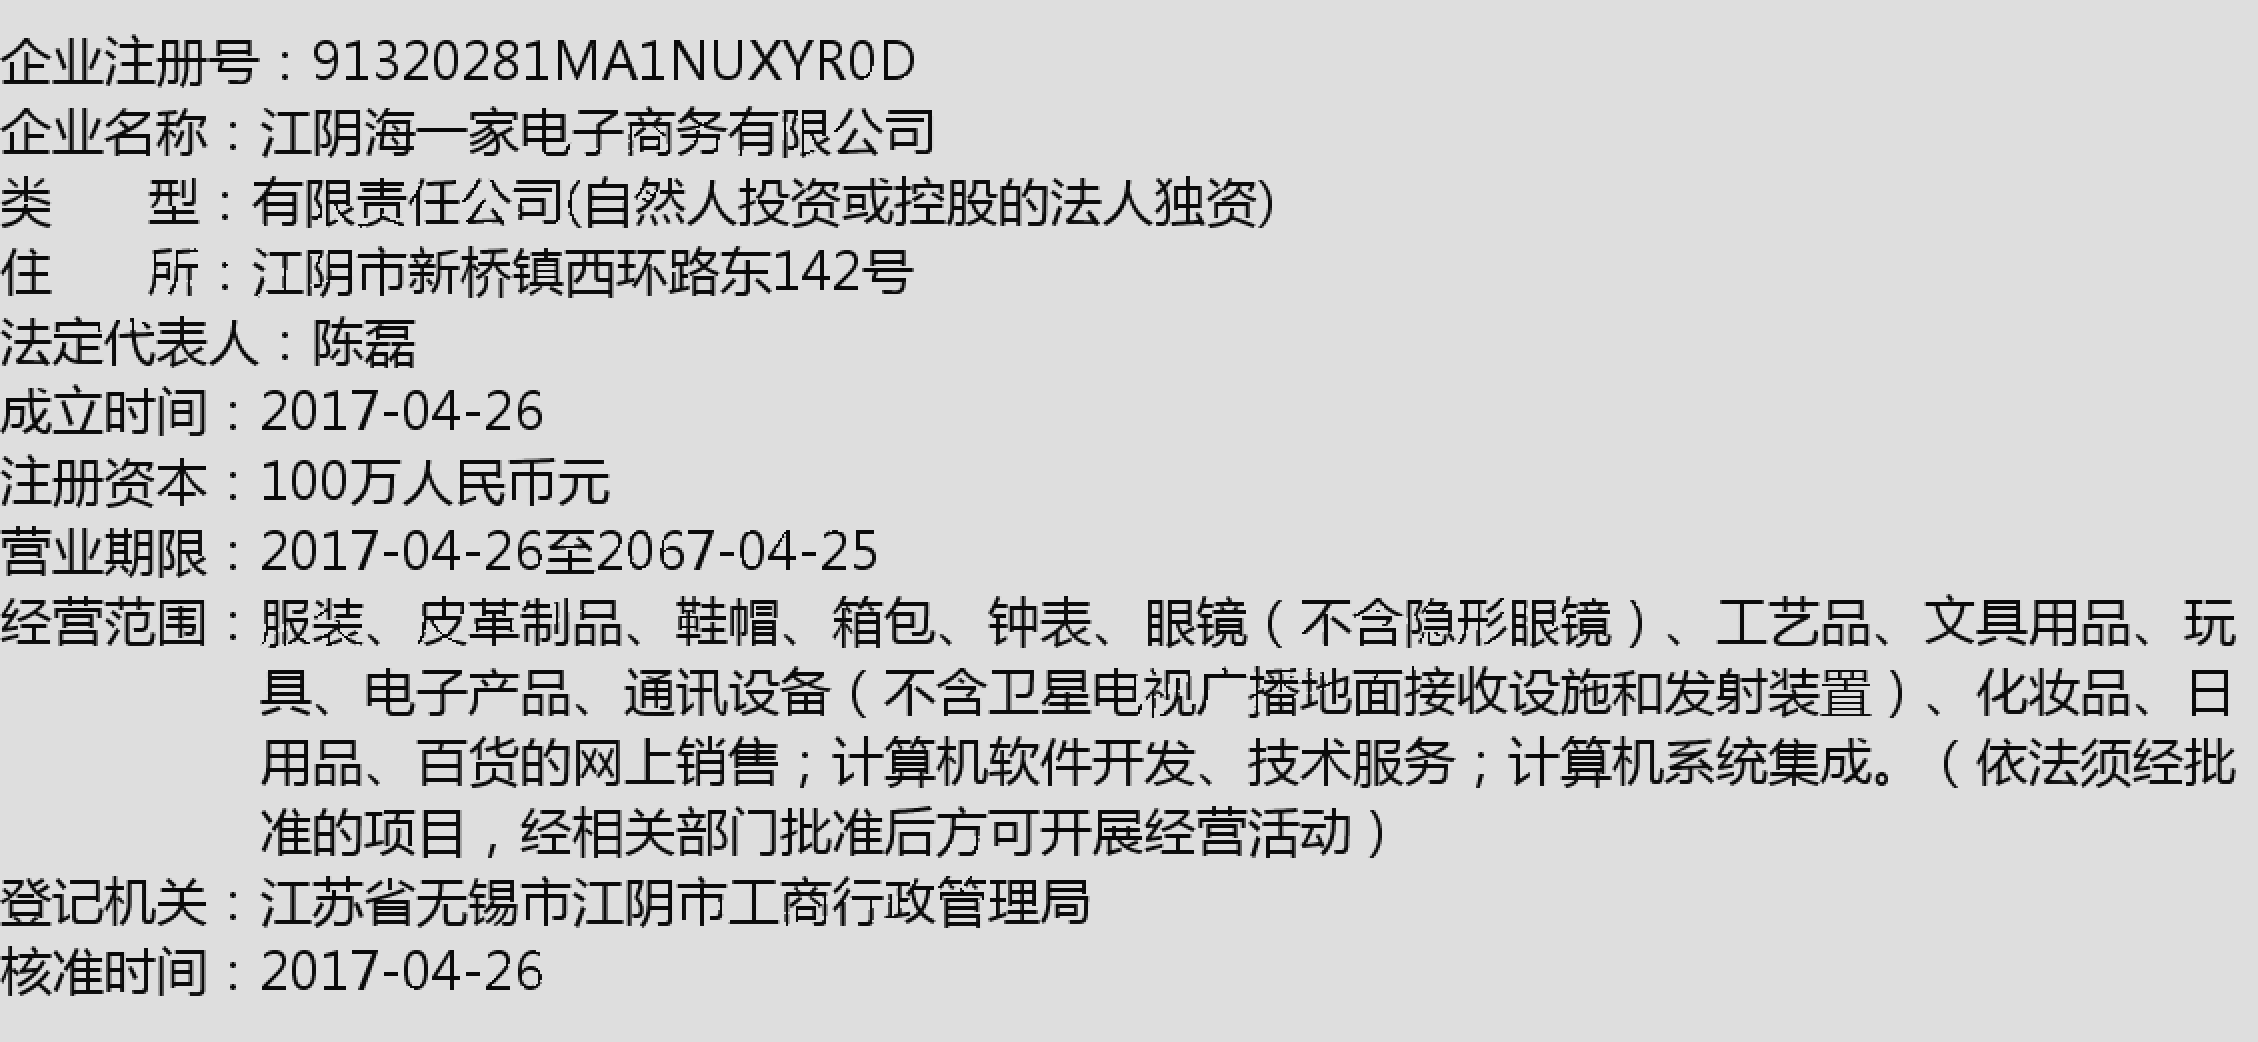 企业注册号：91320281MA1NUXYR0D
企业名称：江阴海一家电子商务有限公司
类　　型：有限责任公司(自然人投资或控股的法人独资)
住　　所：江阴市新桥镇西环路东142号
法定代表人：陈磊
成立时间：2017-04-26
注册资本：100万人民币元
营业期限：2017-04-26至2067-04-25
经营范围：服装、皮革制品、鞋帽、箱包、钟表、眼镜（不含隐形眼镜）、工艺品、文具用品、玩
具、电子产品、通讯设备（不含卫星电视广播地面接收设施和发射装置）、化妆品、日
用品、百货的网上销售；计算机软件开发、技术服务；计算机系统集成。（依法须经批
准的项目，经相关部门批准后方可开展经营活动）
登记机关：江苏省无锡市江阴市工商行政管理局
核准时间：2017-04-26